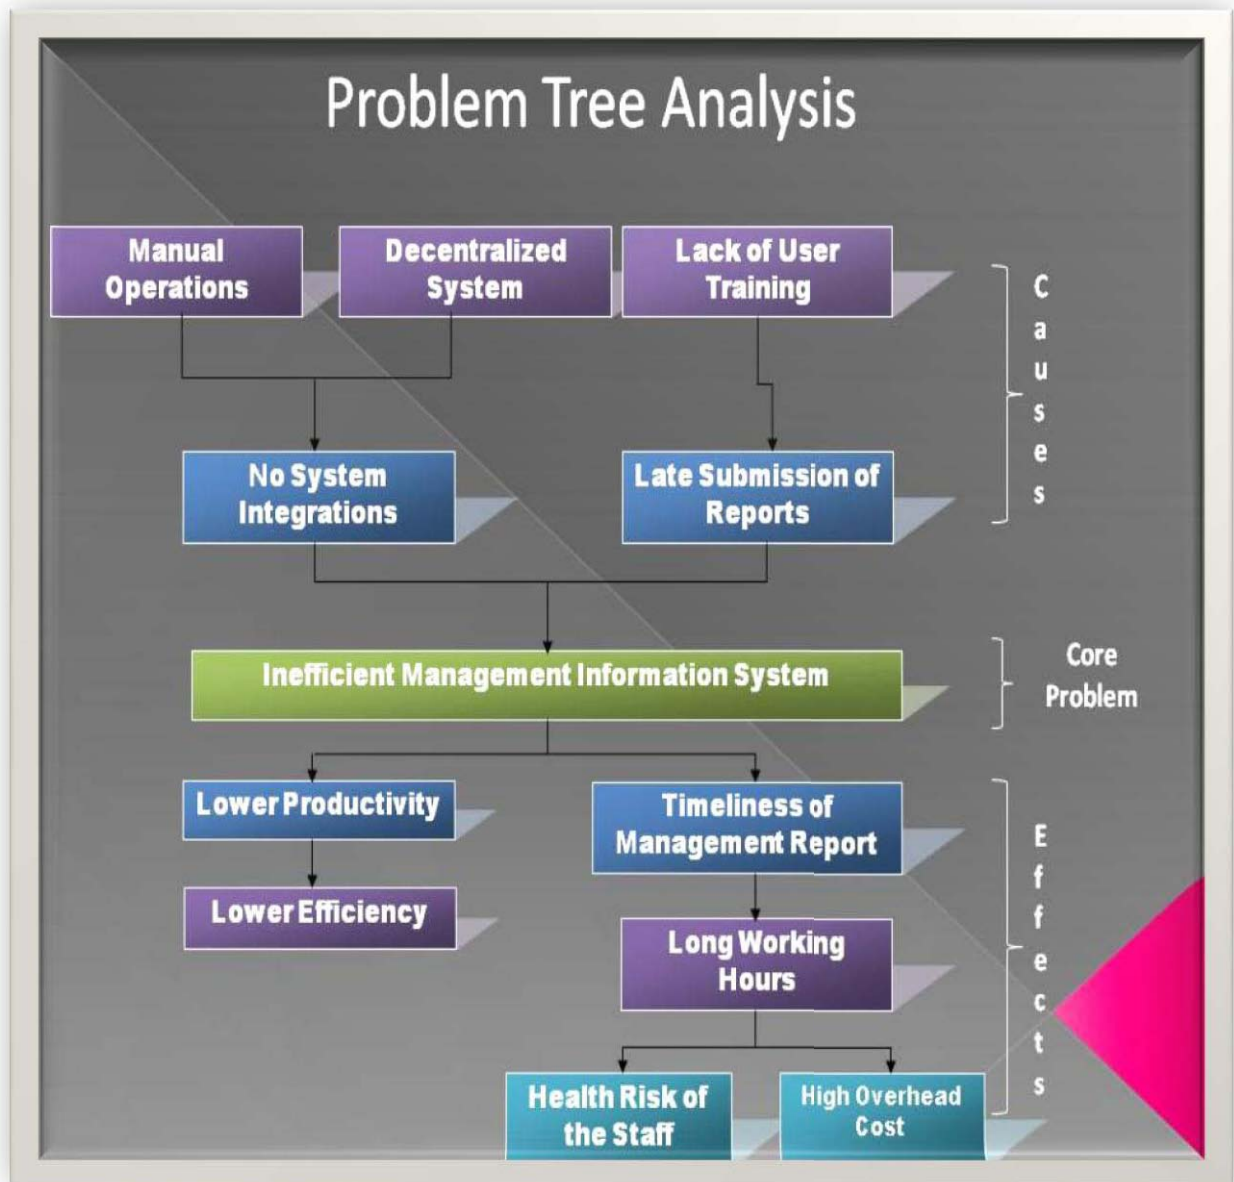 Problem Tree Analysis
Manual
Operations
Decentralized
System
Lack of User
Training
Causes
No System
Integrations
Late Submission of
Reports
Inefficient Management Information System
Core
Problem
Lower Productivity
Timeliness of
Management Report
Effects
Lower Efficiency
Long Working
Hours
Health Risk of
the Staff
High Overhead
Cost